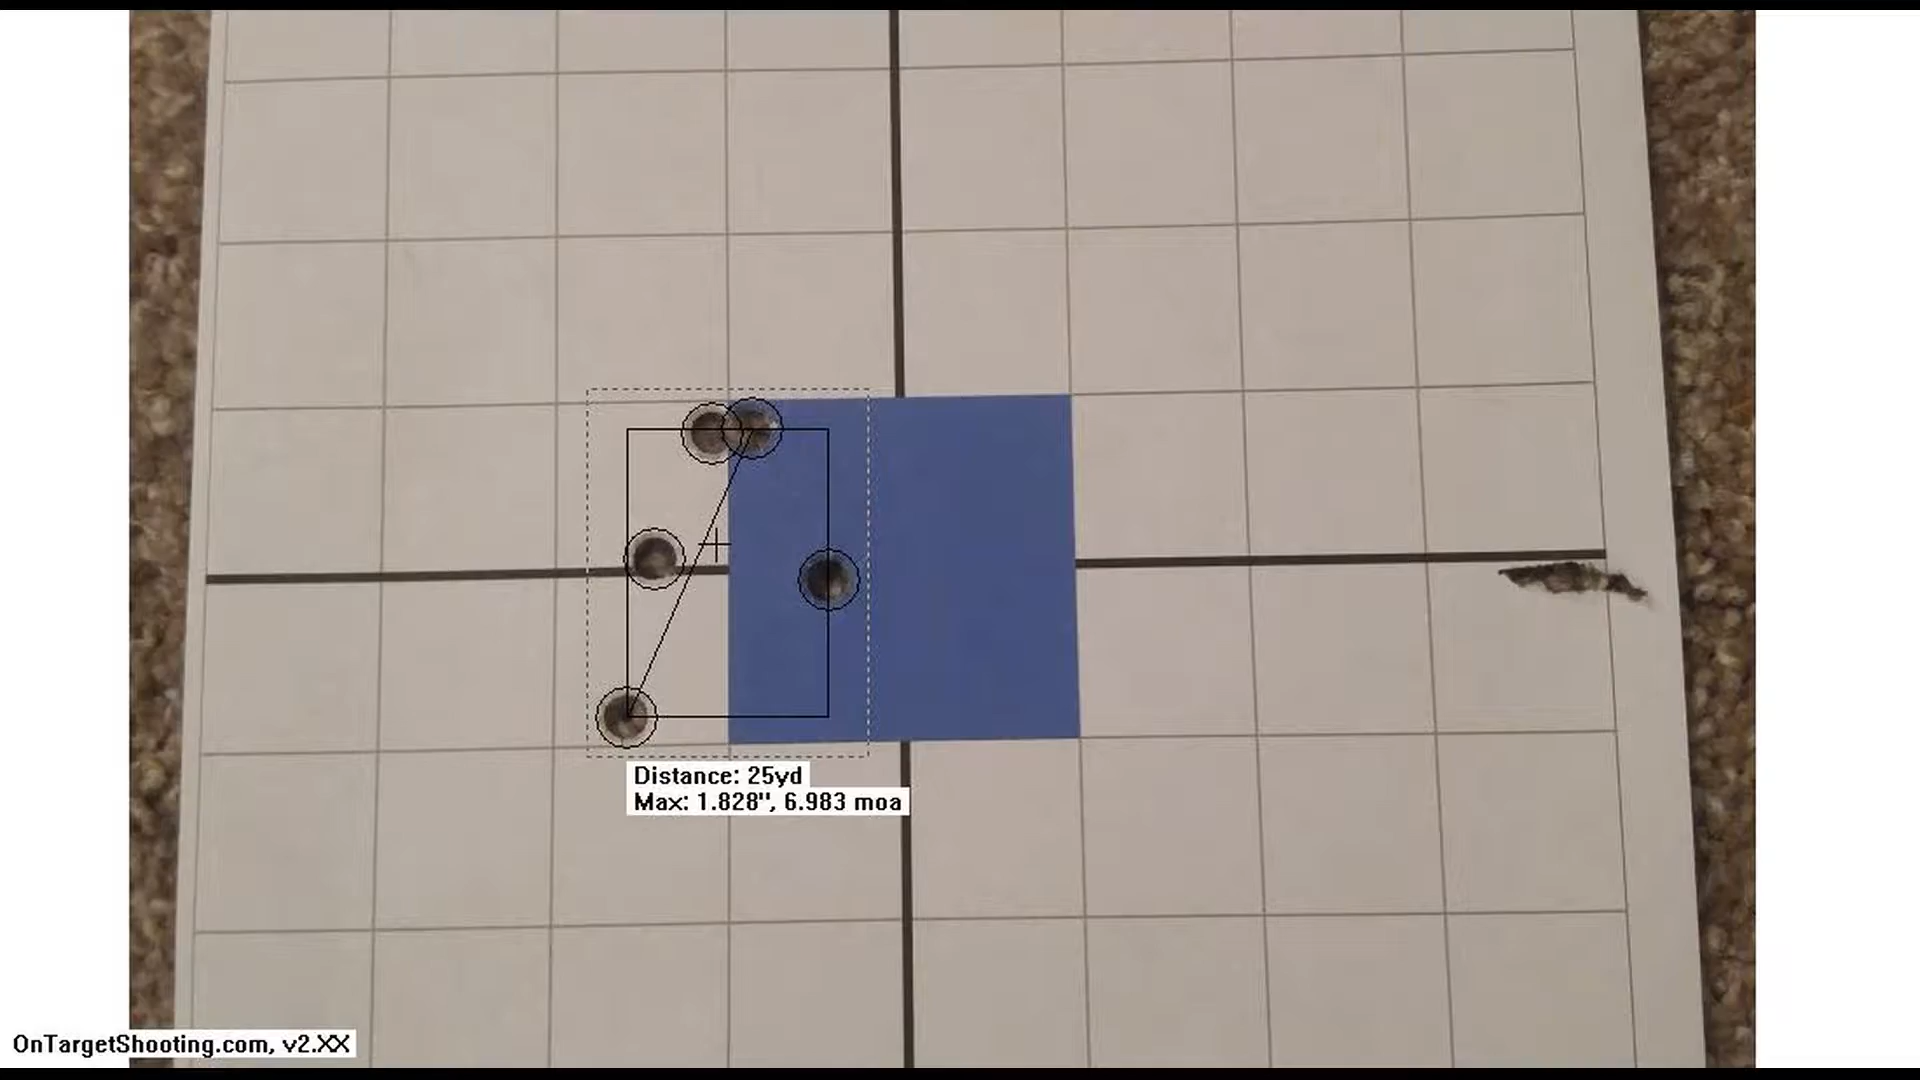 Distance: 25yd
Max: 1.828", 6.983 moa
OnTargetShooting.com, v2.XX